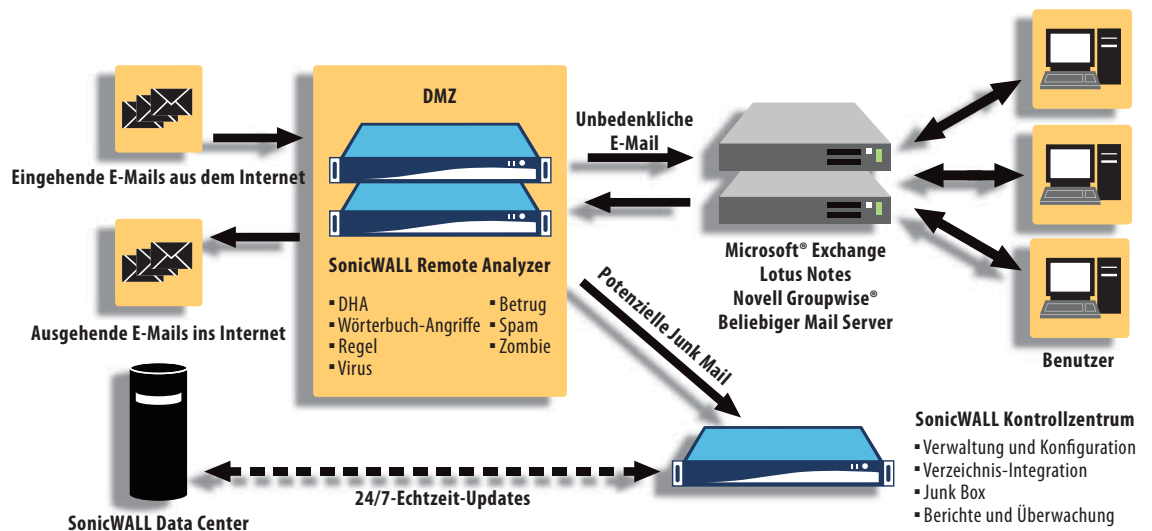 Eingehende E-Mails aus dem Internet
Ausgehende E-Mails ins Internet
DMZ
SonicWALL Remote Analyzer
▪ DHA
▪ Wörterbuch-Angriffe
▪ Regel
▪ Virus
▪ Betrug
▪ Spam
▪ Zombie
Unbedenkliche
E-Mail
Microsoft® Exchange
Lotus Notes
Novell Groupwise®
Beliebiger Mail Server
Benutzer
Potenzielle Junk Mail
SonicWALL Data Center
24/7-Echtzeit-Updates
SonicWALL Kontrollzentrum
▪ Verwaltung und Konfiguration
▪ Verzeichnis-Integration
▪ Junk Box
▪ Berichte und Überwachung